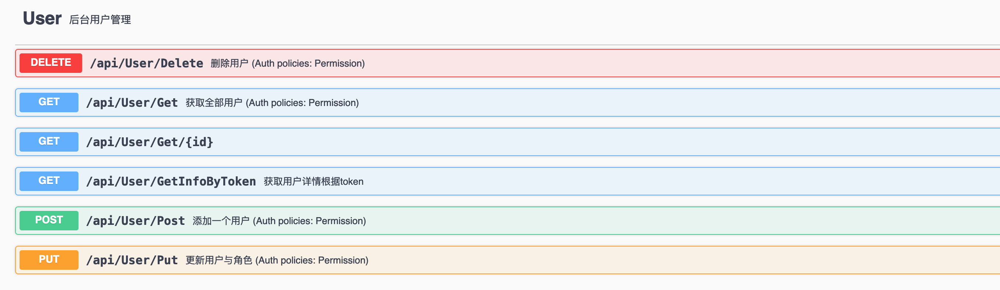 User 后台用户管理
DELETE /api/User/Delete 删除用户 (Auth policies: Permission)
GET /api/User/Get 获取全部用户 (Auth policies: Permission)
GET /api/User/Get/{id}
GET /api/User/GetInfoByToken 获取用户详情根据token
POST /api/User/Post 添加一个用户 (Auth policies: Permission)
PUT /api/User/Put 更新用户与角色 (Auth policies: Permission)